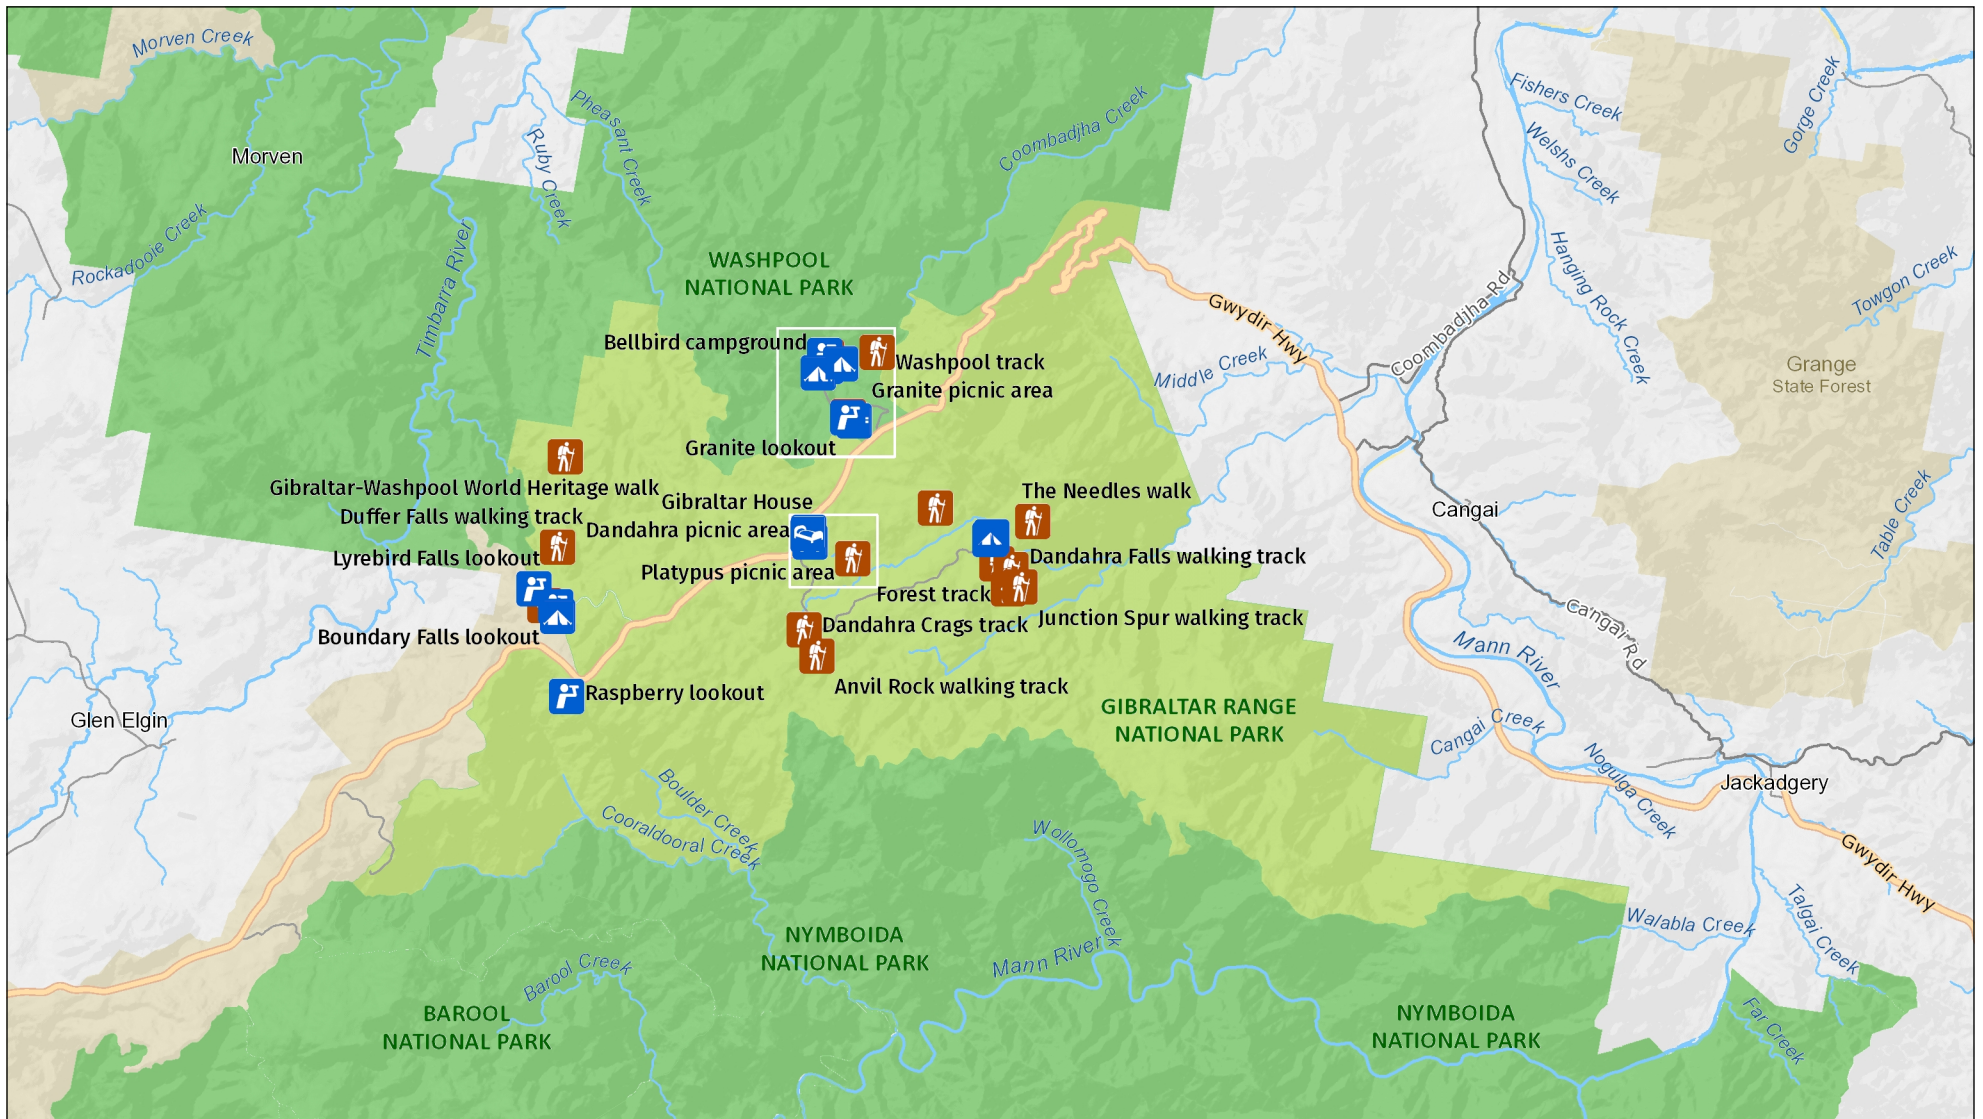 Morven Creek
Pheasant Creek
Ruby Creek
Morven
Rockadooie Creek
Timbarra River
Coombadjha Creek
Fishers Creek
Welshs Creek
Gorge Creek
Hanging Rock Creek
Towgon Creek
WASHPOOL
NATIONAL PARK
Gwydir Hwy
Coombadjha Rd
Middle Creek
Grange
State Forest
Bellbird campground
Washpool track
Granite picnic area
Granite lookout
Gibraltar-Washpool World Heritage walk
Gibraltar House
The Needles walk
Duffer Falls walking track
Dandahra picnic area
Lyrebird Falls lookout
Dandahra Falls walking track
Platypus picnic area
Forest track
Junction Spur walking track
Dandahra Crags track
Boundary Falls lookout
Anvil Rock walking track
Raspberry lookout
Cangai
Table Creek
Cangai Rd
Mann River
Glen Elgin
GIBRALTAR RANGE
NATIONAL PARK
Cangai Creek
Nogulga Creek
Jackadgery
Boulder Creek
Cooraldooral Creek
Wollomogo Creek
Gwydir Hwy
Walabla Creek
Talgai Creek
NYMBOIDA
NATIONAL PARK
Mann River
Barool Creek
BAROOL
NATIONAL PARK
NYMBOIDA
NATIONAL PARK
Far Creek